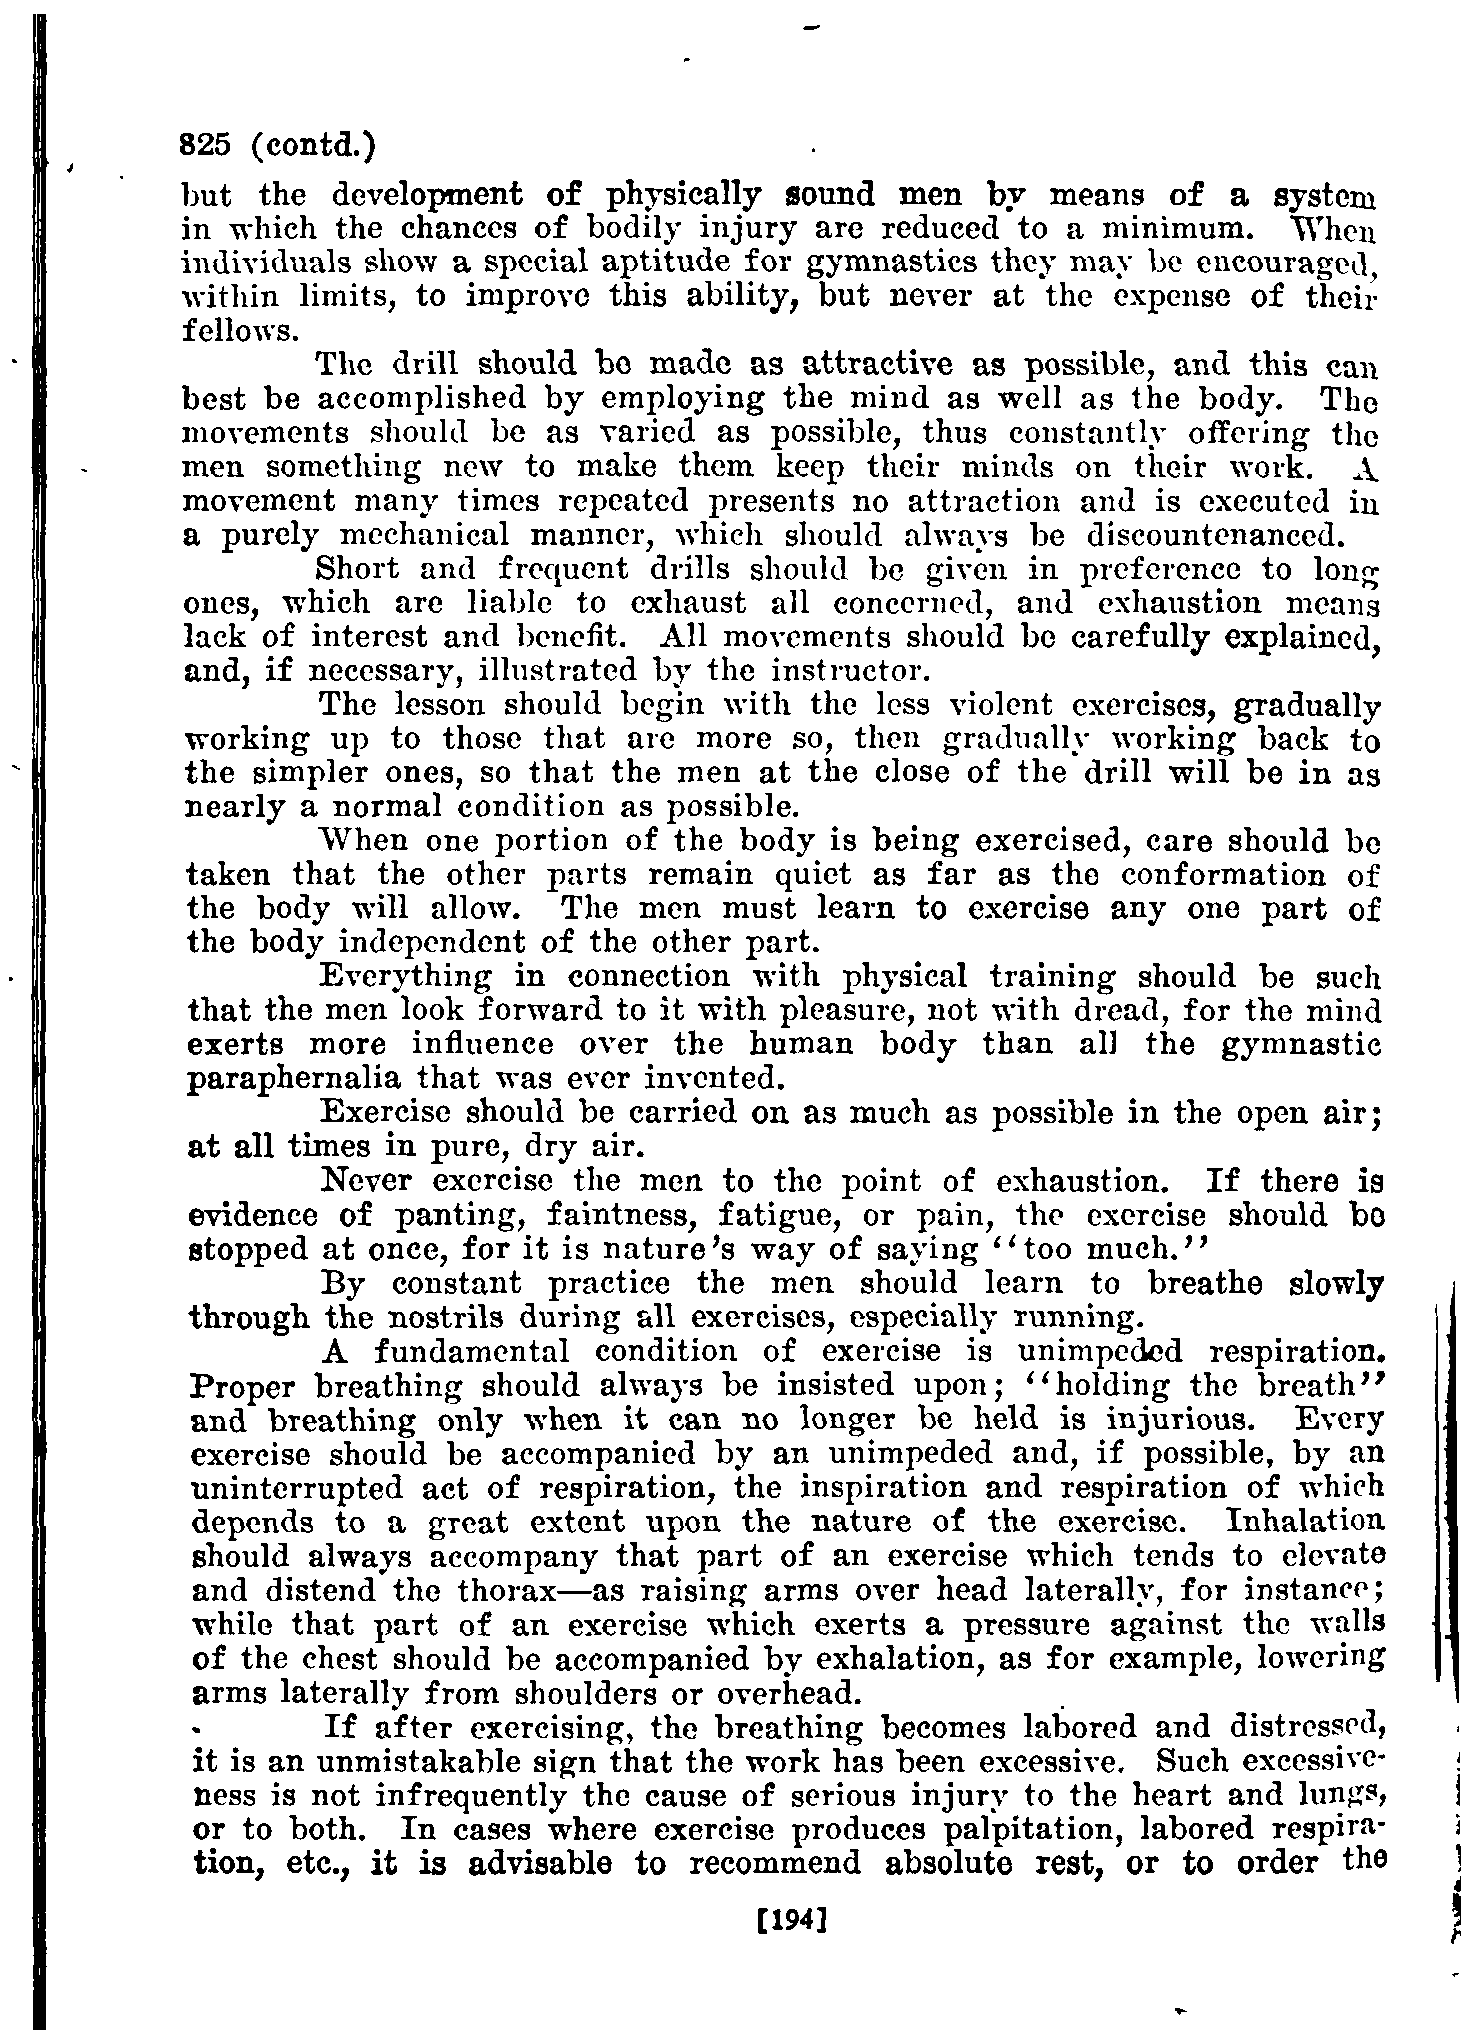 825 (contd.)
but the development of physically sound men by means of a system
in which the chances of bodily injury are reduced to a minimum. When
individuals show a special aptitude for gymnastics they may be encouraged,
within limits, to improve this ability, but never at the expense of their
fellows.
The drill should be made as attractive as possible, and this can
best be accomplished by employing the mind as well as the body. The
movements should be as varied as possible, thus constantly offering the
men something new to make them keep their minds on their work. A
movement many times repeated presents no attraction and is executed in
a purely mechanical manner, which should always be discountenanced.
Short and frequent drills should be given in preference to long
ones, which are liable to exhaust all concerned, and exhaustion means
lack of interest and benefit. All movements should be carefully explained,
and, if necessary, illustrated by the instructor.
The lesson should begin with the less violent exercises, gradually
working up to those that are more so, then gradually working back to
the simpler ones, so that the men at the close of the drill will be in as
nearly a normal condition as possible.
When one portion of the body is being exercised, care should be
taken that the other parts remain quiet as far as the conformation of
the body will allow. The men must learn to exercise any one part of
the body independent of the other part.
Everything in connection with physical training should be such
that the men look forward to it with pleasure, not with dread, for the mind
exerts more influence over the human body than all the gymnastic
paraphernalia that was ever invented.
Exercise should be carried on as much as possible in the open air;
at all times in pure, dry air.
Never exercise the men to the point of exhaustion. If there is
evidence of panting, faintness, fatigue, or pain, the exercise should be
stopped at once, for it is nature's way of saying "too much."
By constant practice the men should learn to breathe slowly
through the nostrils during all exercises, especially running.
A fundamental condition of exercise is unimpeded respiration.
Proper breathing should always be insisted upon; "holding the breath"
and breathing only when it can no longer be held is injurious. Every
exercise should be accompanied by an unimpeded and, if possible, by an
uninterrupted act of respiration, the inspiration and respiration of which
depends to a great extent upon the nature of the exercise. Inhalation
should always accompany that part of an exercise which tends to elevate
and distend the thorax—as raising arms over head laterally, for instance;
while that part of an exercise which exerts a pressure against the walls
of the chest should be accompanied by exhalation, as for example, lowering
arms laterally from shoulders or overhead.
If after exercising, the breathing becomes labored and distressed,
it is an unmistakable sign that the work has been excessive. Such excessive-
ness is not infrequently the cause of serious injury to the heart and lungs,
or to both. In cases where exercise produces palpitation, labored respira-
tion, etc., it is advisable to recommend absolute rest, or to order the
[194]